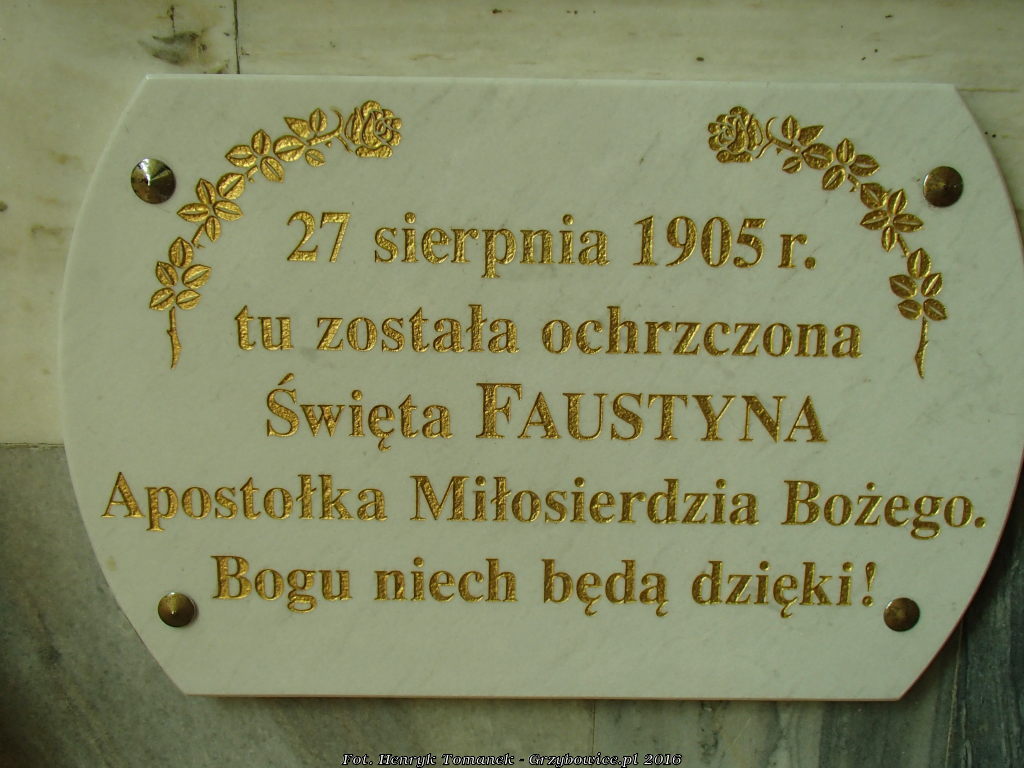 27 sierpnia 1905 r.
tu została ochrzczona
Święta FAUSTYNA
Apostołka Miłosierdzia Bożego.
Bogu niech będą dzięki!
Fot. Henryk Tomanek - Grzybowice.pl 2016